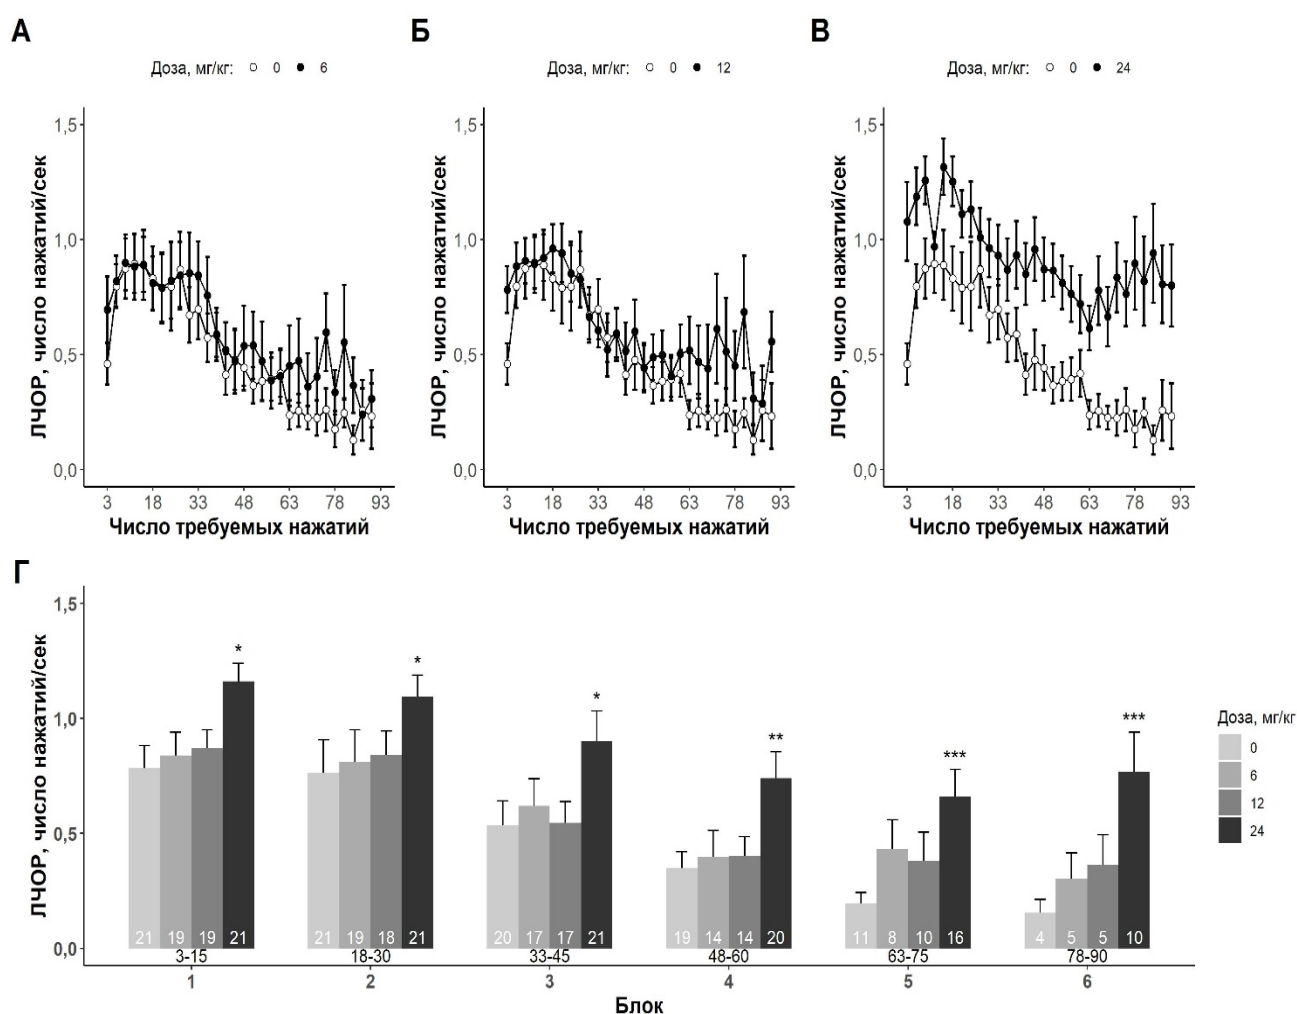 А
Доза, мг/кг: 0 6
ЛЧОР, число нажатий/сек
1,5
1,0
0,5
0,0
3 18 33 48 63 78 93
Число требуемых нажатий
Б
Доза, мг/кг: 0 12
ЛЧОР, число нажатий/сек
1,5
1,0
0,5
0,0
3 18 33 48 63 78 93
Число требуемых нажатий
В
Доза, мг/кг: 0 24
ЛЧОР, число нажатий/сек
1,5
1,0
0,5
0,0
3 18 33 48 63 78 93
Число требуемых нажатий
Г
ЛЧОР, число нажатий/сек
1,5
1,0
0,5
0,0
* * * ** *** ***
21 19 19 21 21 19 18 21 20 17 17 21 19 14 14 20 11 8 10 16 4 5 5 10
3-15 18-30 33-45 48-60 63-75 78-90
1 2 3 4 5 6
Блок
Доза, мг/кг
0
6
12
24